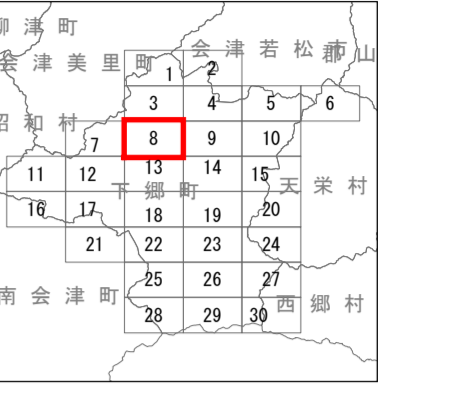 柳津町
会津美里町
会津若松市
郡山
1 2
3 4 5 6
昭和村
7 8 9 10
11 12 13 14 15
下郷町
天栄村
16 17 18 19 20
21 22 23 24
25 26 27
南会津町
西郷村
28 29 30